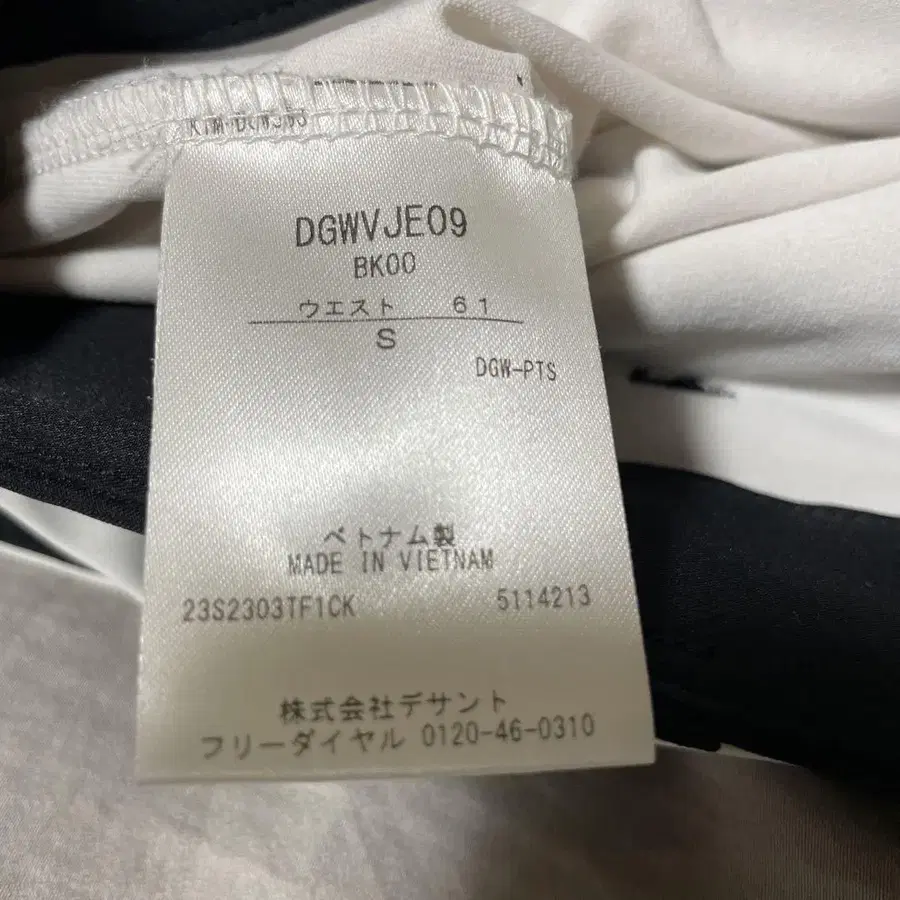 DGWVJE09
BK00
ウエスト 61
S
DGW-PTS
ベトナム製
MADE IN VIETNAM
23S2303TF1CK 5114213
株式会社デサント
フリーダイヤル 0120-46-0310